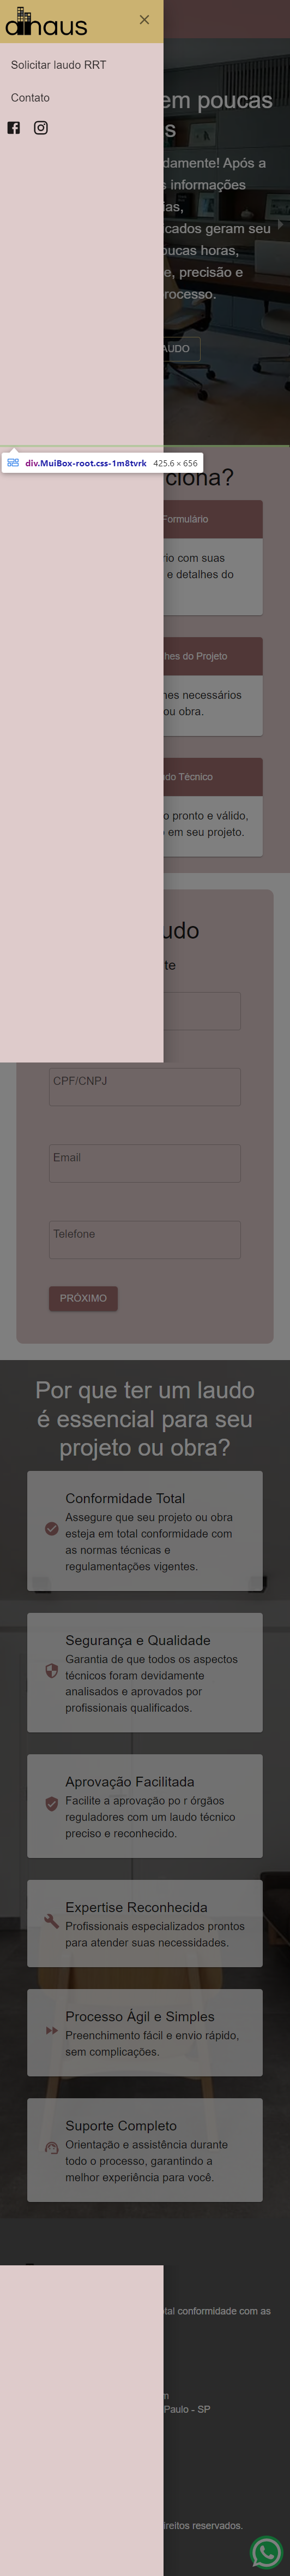 ainaus
Solicitar laudo RRT
Contato
em poucas
s
damente! Após a
s informações
ias,
icados geram seu
oucas horas,
e, precisão e
rocesso.
AUDO
div.MuiBox-root.css-1m8tvrk 425.6 × 656
ciona?
Formulário
rio com suas
e detalhes do
hes do Projeto
nes necessários
ou obra.
udo Técnico
o pronto e válido,
e em seu projeto.
udo
te
CPF/CNPJ
Email
Telefone
PRÓXIMO
Por que ter um laudo
é essencial para seu
projeto ou obra?
Conformidade Total
Assegure que seu projeto ou obra
esteja em total conformidade com
as normas técnicas e
regulamentações vigentes.
Segurança e Qualidade
Garantia de que todos os aspectos
técnicos foram devidamente
analisados e aprovados por
profissionais qualificados.
Aprovação Facilitada
Facilite a aprovação po r órgãos
reguladores com um laudo técnico
preciso e reconhecido.
Expertise Reconhecida
Profissionais especializados prontos
para atender suas necessidades.
Processo Ágil e Simples
Preenchimento fácil e envio rápido,
sem complicações.
Suporte Completo
Orientação e assistência durante
todo o processo, garantindo a
melhor experiência para você.
otal conformidade com as
m
Paulo - SP
ireitos reservados.